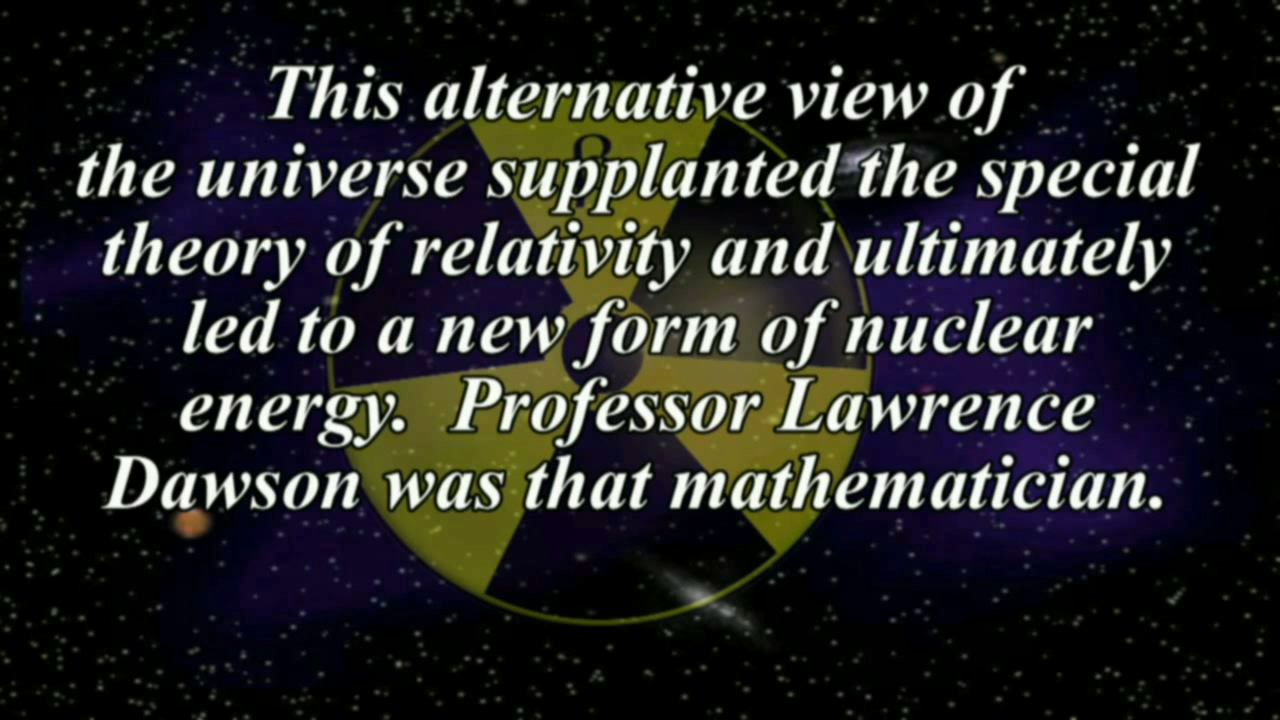 This alternative view of
the universe supplanted the special
theory of relativity and ultimately
led to a new form of nuclear
energy.  Professor Lawrence
Dawson was that mathematician.